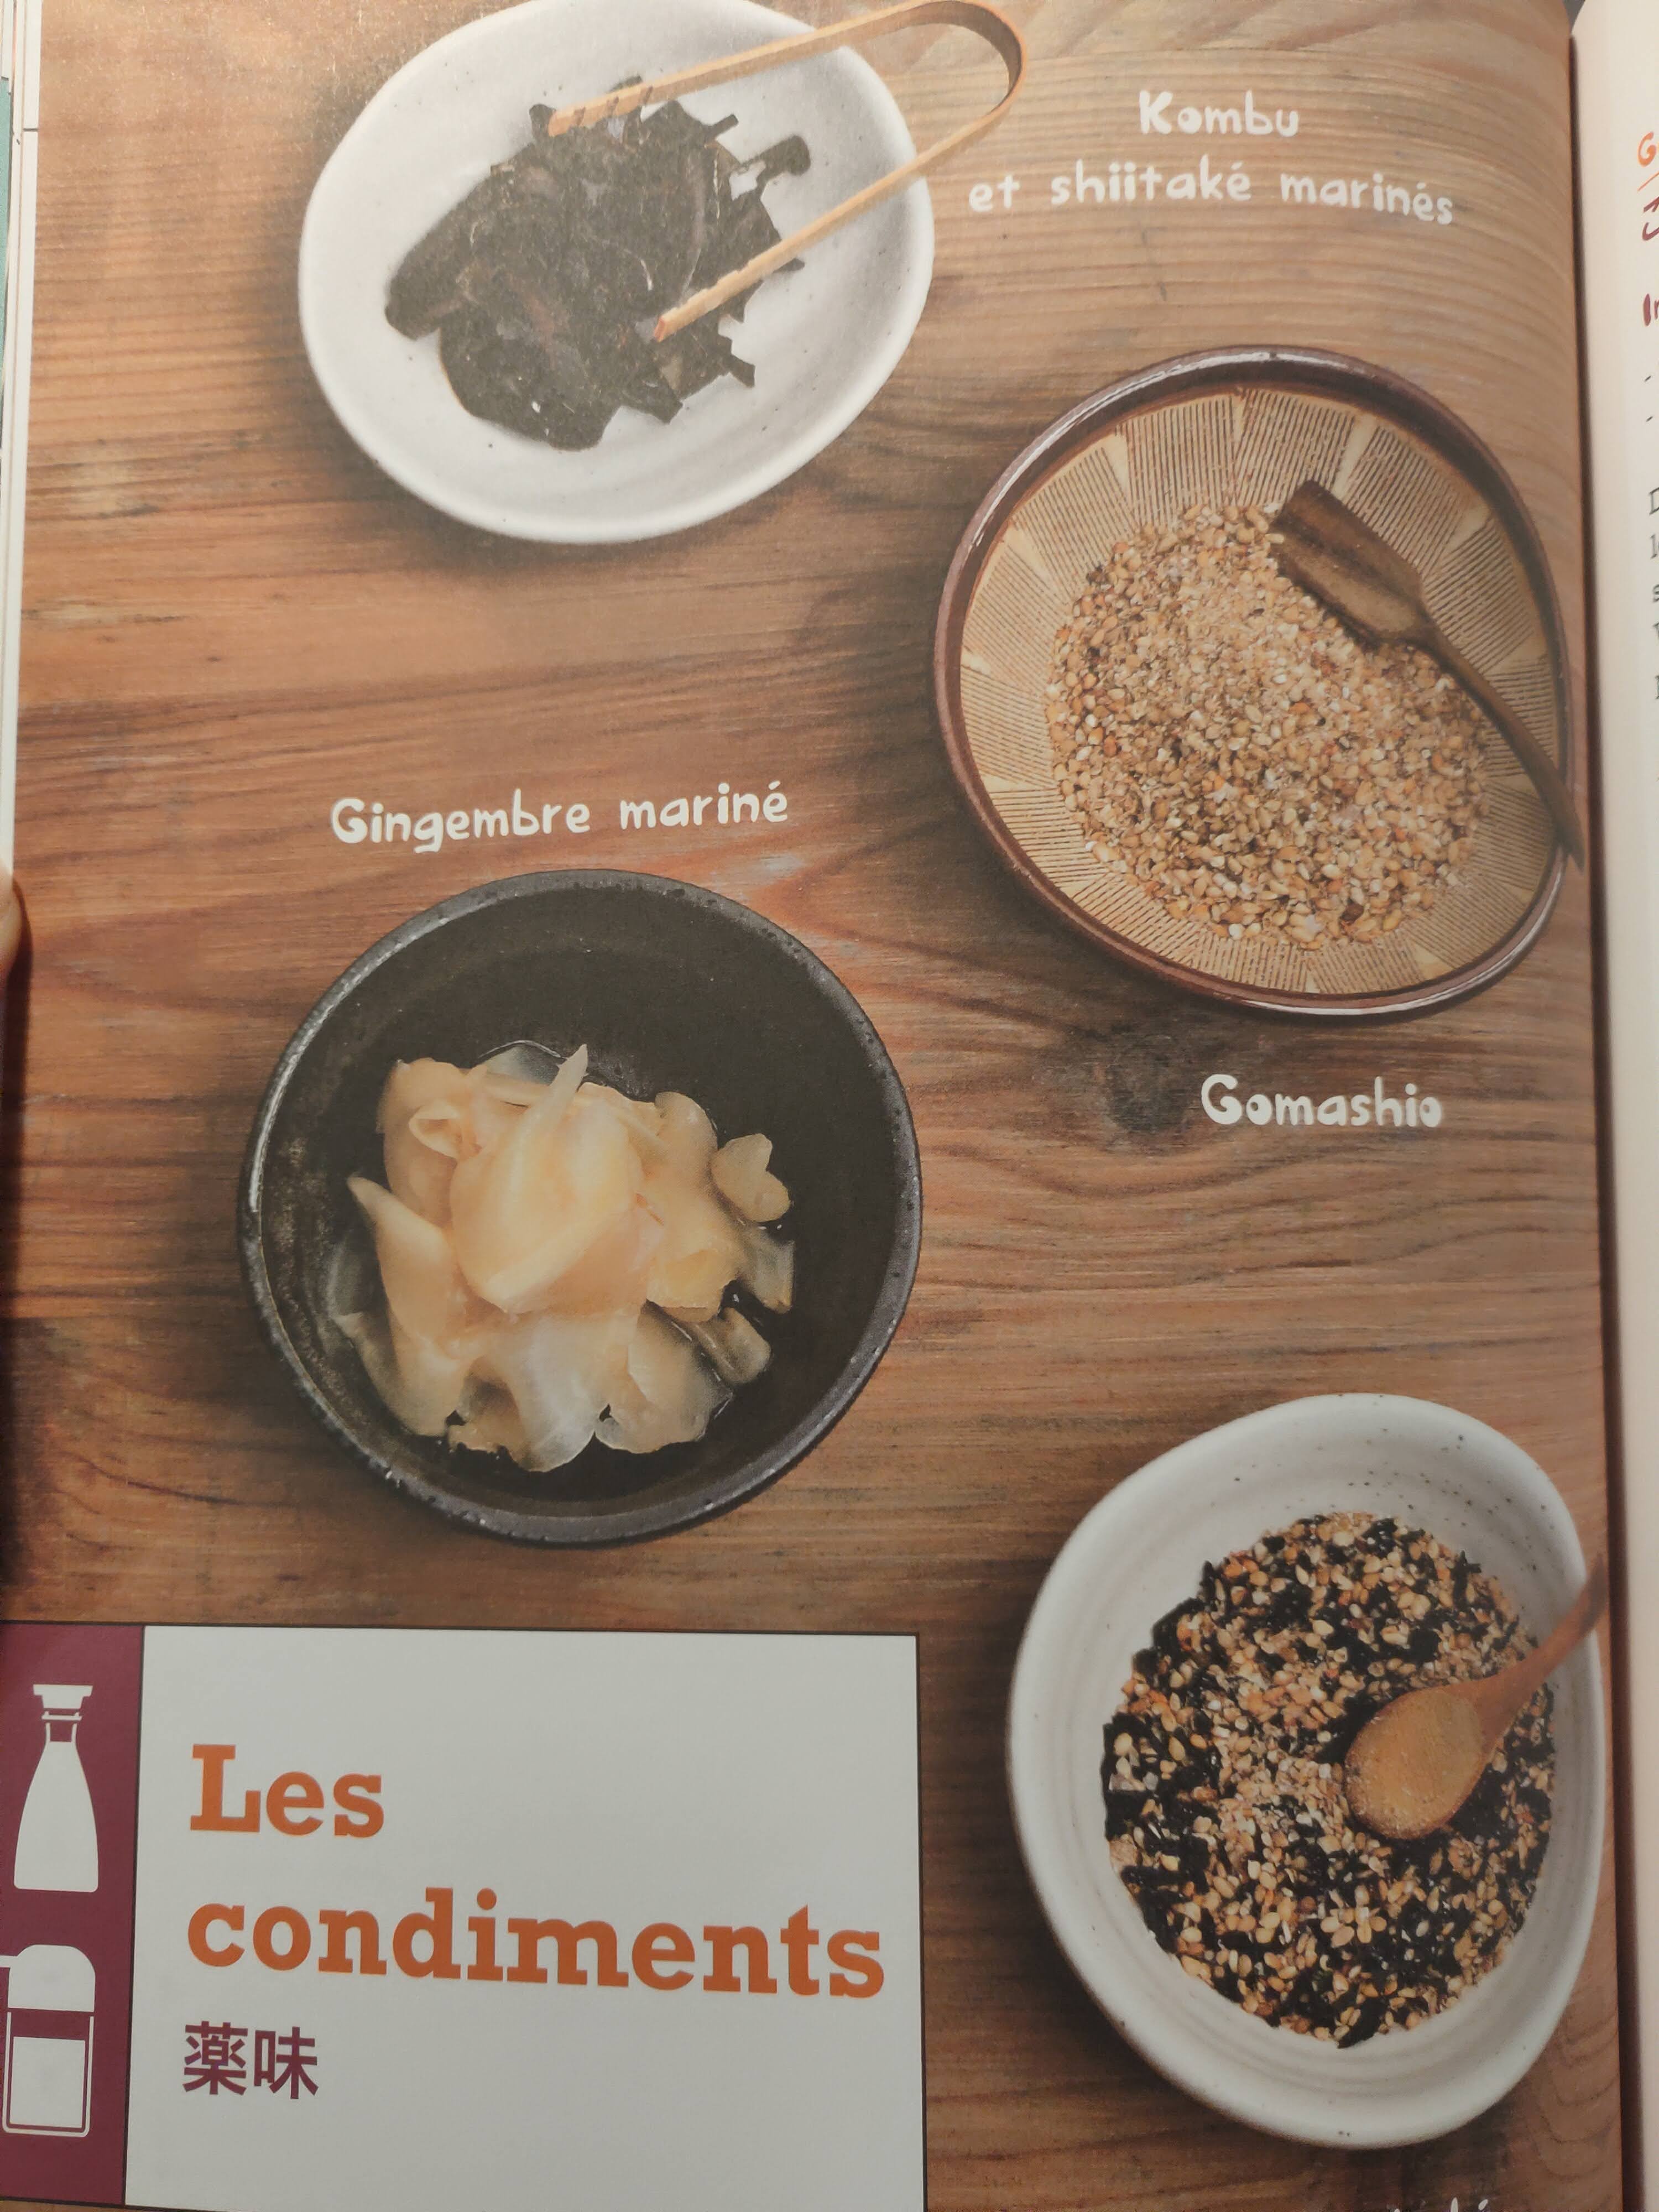 Kombu
et shiitaké marinés
Gingembre mariné
Gomashio
Les
condiments
薬味